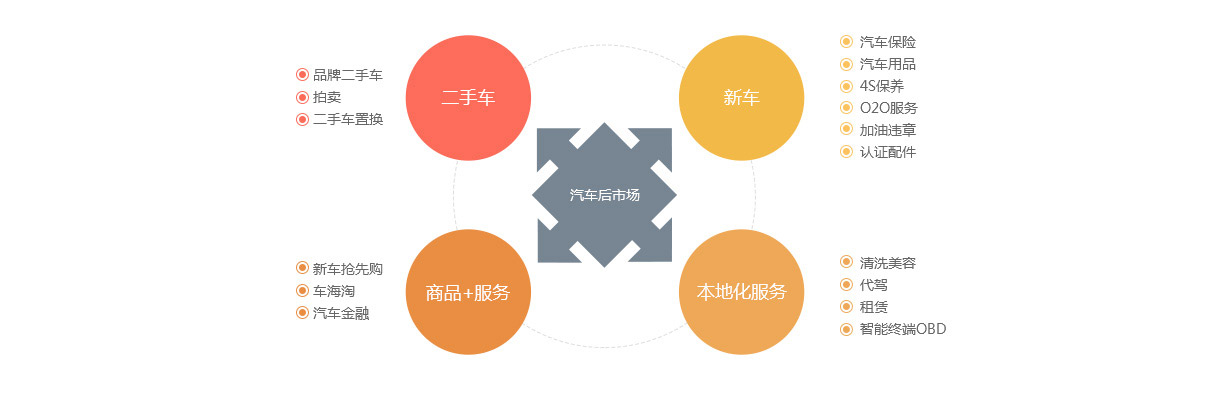 品牌二手车
拍卖
二手车置换
二手车
新车
汽车保险
汽车用品
4S保养
O2O服务
加油违章
认证配件
汽车后市场
新车抢先购
车海淘
汽车金融
商品+服务
本地化服务
清洗美容
代驾
租赁
智能终端OBD